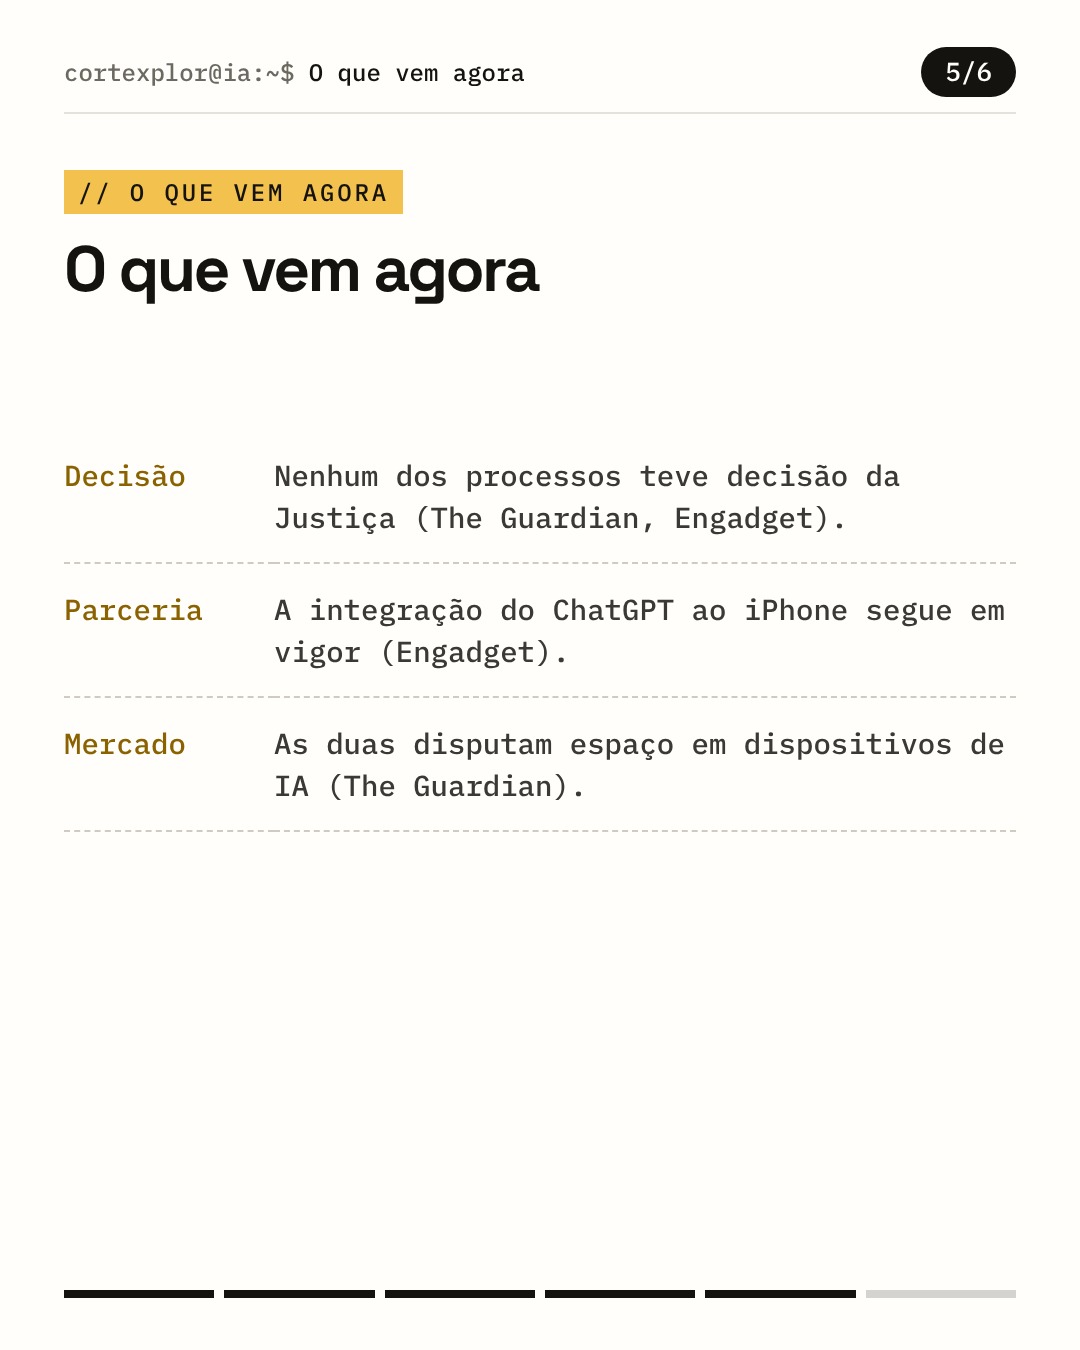 cortexplor@ia:~$ O que vem agora
5/6
// O QUE VEM AGORA
O que vem agora
Decisão
Nenhum dos processos teve decisão da
Justiça (The Guardian, Engadget).
Parceria
A integração do ChatGPT ao iPhone segue em
vigor (Engadget).
Mercado
As duas disputam espaço em dispositivos de
IA (The Guardian).